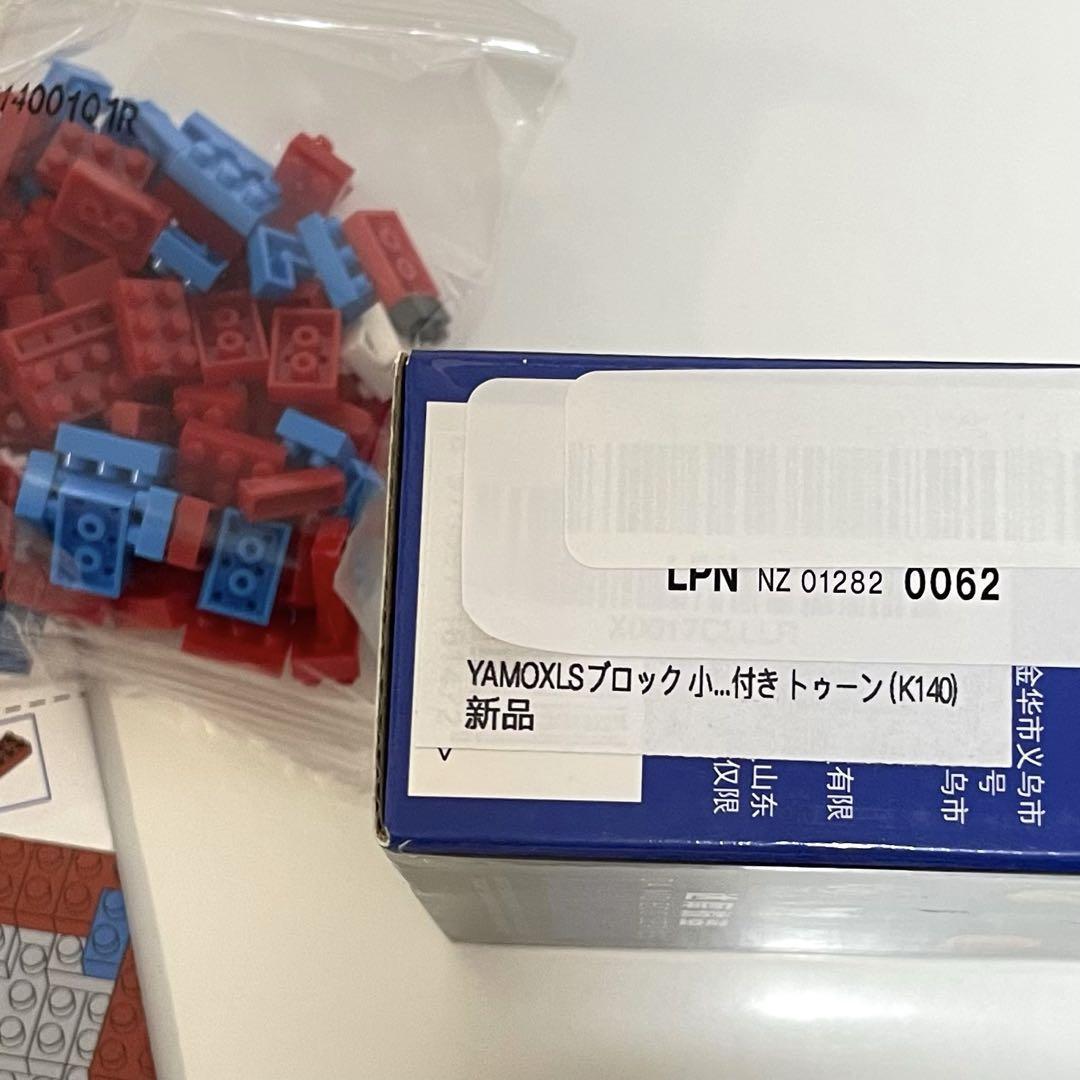 1400101R
LPN NZ 01282 0062
YAMOXLSブロック 小...付き トゥーン (K140)
新品
金华市义乌市
号
乌市
有限
山东
仅限